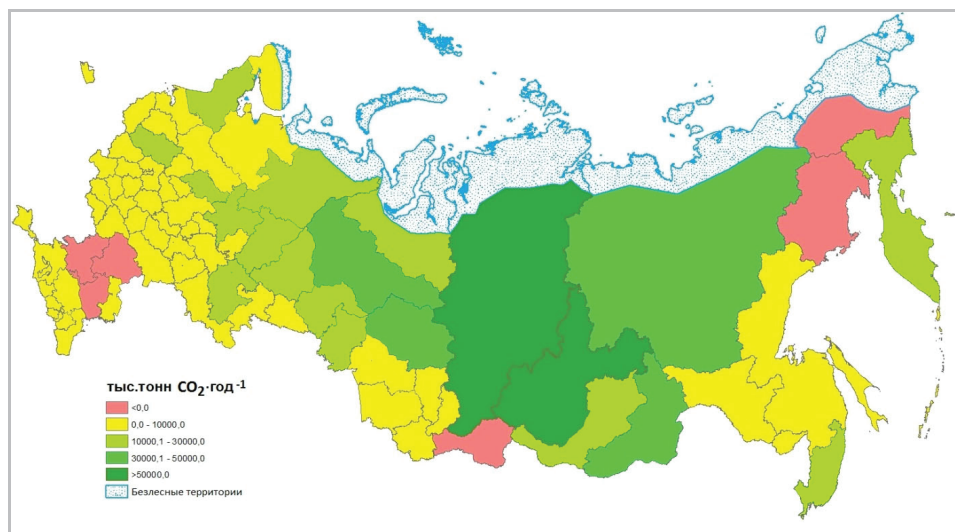 тыс.тонн CO₂·год⁻¹
<0,0
0,0 - 10000,0
10000,1 - 30000,0
30000,1 - 50000,0
>50000,0
Безлесные территории